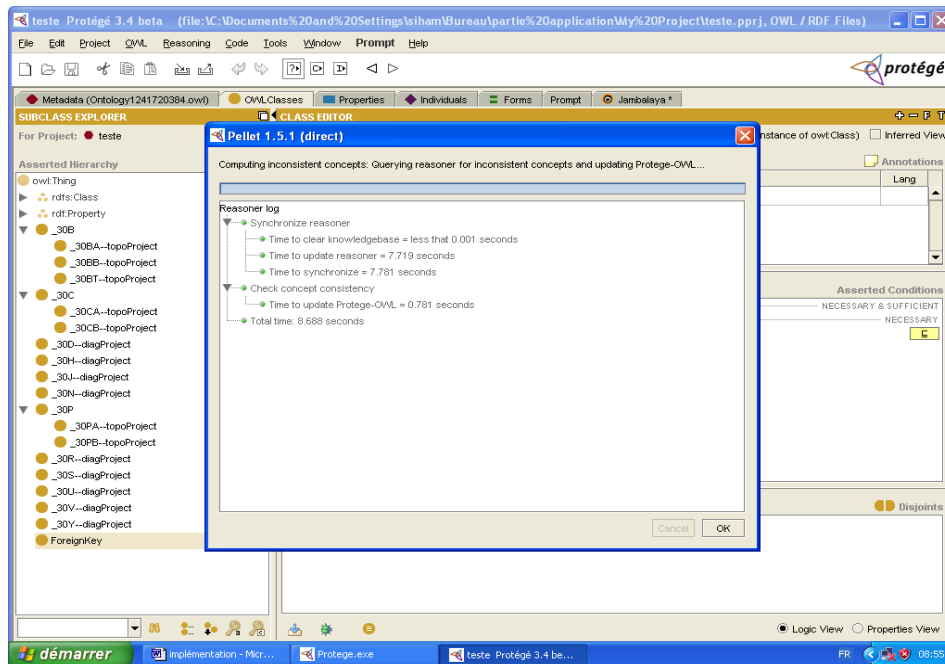 teste Protégé 3.4 beta (file:\C:\Documents%20and%20Settings\siham\Bureau\partie%20application\My%20Project\teste.pprj, OWL / RDF Files)
File Edit Project OWL Reasoning Code Tools Window Prompt Help
protégé
Metadata (Ontology1241720384.owl) OWLClasses Properties Individuals Forms Prompt Jambalaya *
SUBCLASS EXPLORER CLASS EDITOR
For Project: teste
(instance of owl:Class) Inferred View
Asserted Hierarchy
Annotations
Lang
owl:Thing
rdfs:Class
rdf:Property
_30B
_30BA--topoProject
_30BB--topoProject
_30BT--topoProject
_30C
_30CA--topoProject
_30CB--topoProject
_30D--diagProject
_30H--diagProject
_30J--diagProject
_30N--diagProject
_30P
_30PA--topoProject
_30PB--topoProject
_30R--diagProject
_30S--diagProject
_30U--diagProject
_30V--diagProject
_30Y--diagProject
ForeignKey
Pellet 1.5.1 (direct)
Computing inconsistent concepts: Querying reasoner for inconsistent concepts and updating Protege-OWL...
Reasoner log
Synchronize reasoner
Time to clear knowledgebase = less that 0.001 seconds
Time to update reasoner = 7.719 seconds
Time to synchronize = 7.781 seconds
Check concept consistency
Time to update Protege-OWL = 0.781 seconds
Total time: 8.688 seconds
Cancel OK
Asserted Conditions
NECESSARY & SUFFICIENT
NECESSARY
Disjoints
Logic View Properties View
démarrer implémentation - Micr... Protege.exe teste Protégé 3.4 be... FR 08:55